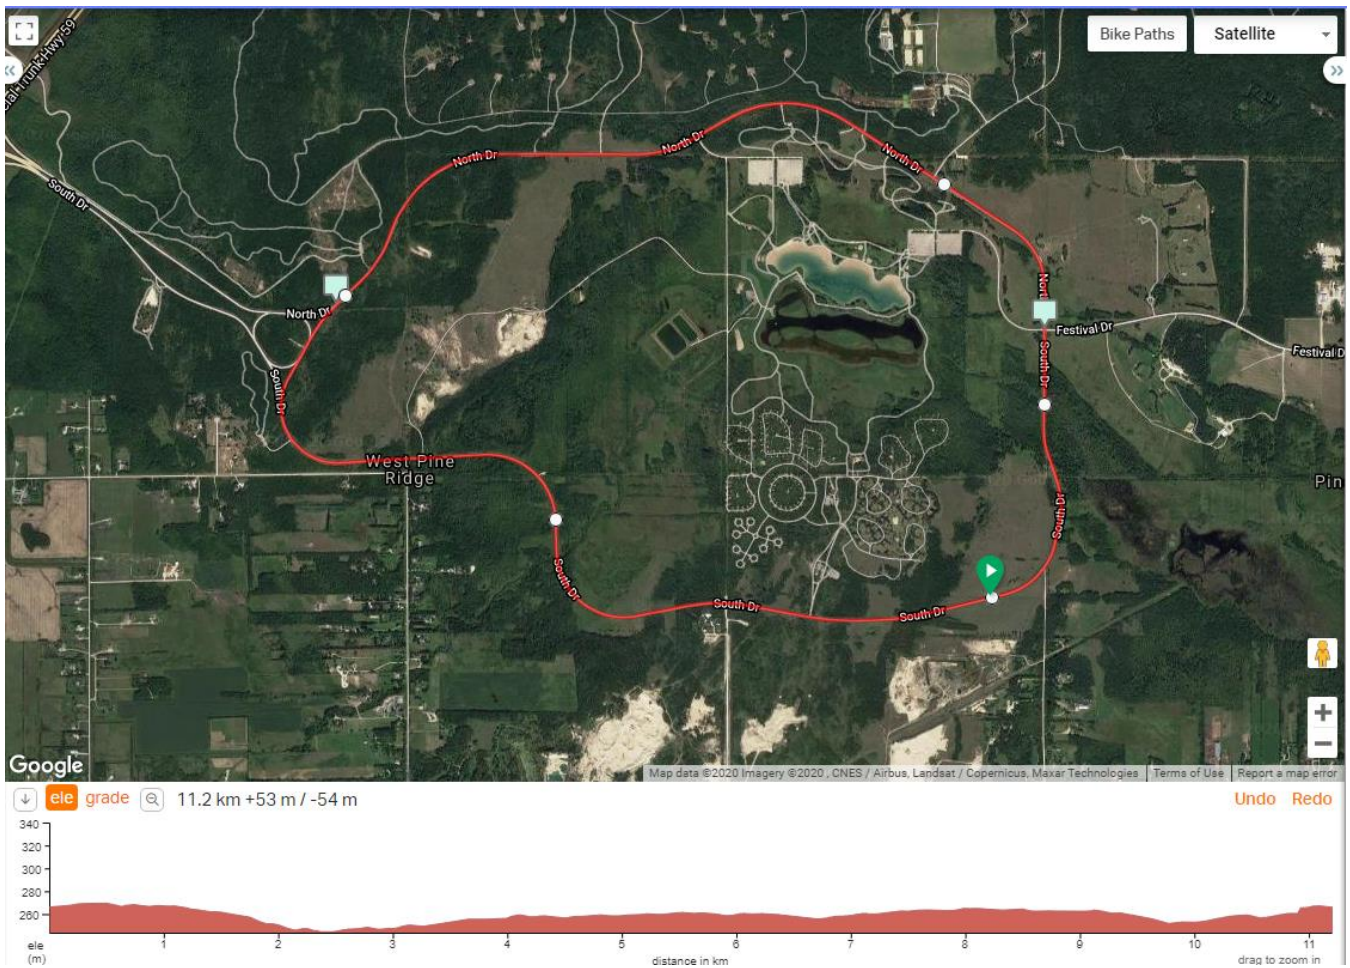 Bike Paths
Satellite
cial Trunk Hwy 59
North Dr
North Dr
North Dr
South Dr
North Dr
South Dr
Festival Dr
South Dr
West Pine
Ridge
South Dr
South Dr
South Dr
South Dr
Pin
Google
Map data ©2020 Imagery ©2020 , CNES / Airbus, Landsat / Copernicus, Maxar Technologies
Terms of Use
Report a map error
ele grade 11.2 km +53 m / -54 m
Undo Redo
340
320
300
280
260
ele
(m)
1 2 3 4 5 6 7 8 9 10 11
distance in km
drag to zoom in